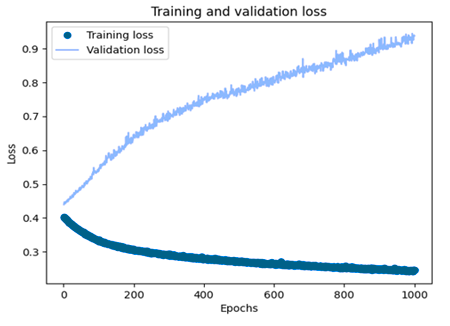 Training and validation loss
Training loss
Validation loss
0.9
0.8
0.7
0.6
0.5
0.4
0.3
Loss
0 200 400 600 800 1000
Epochs